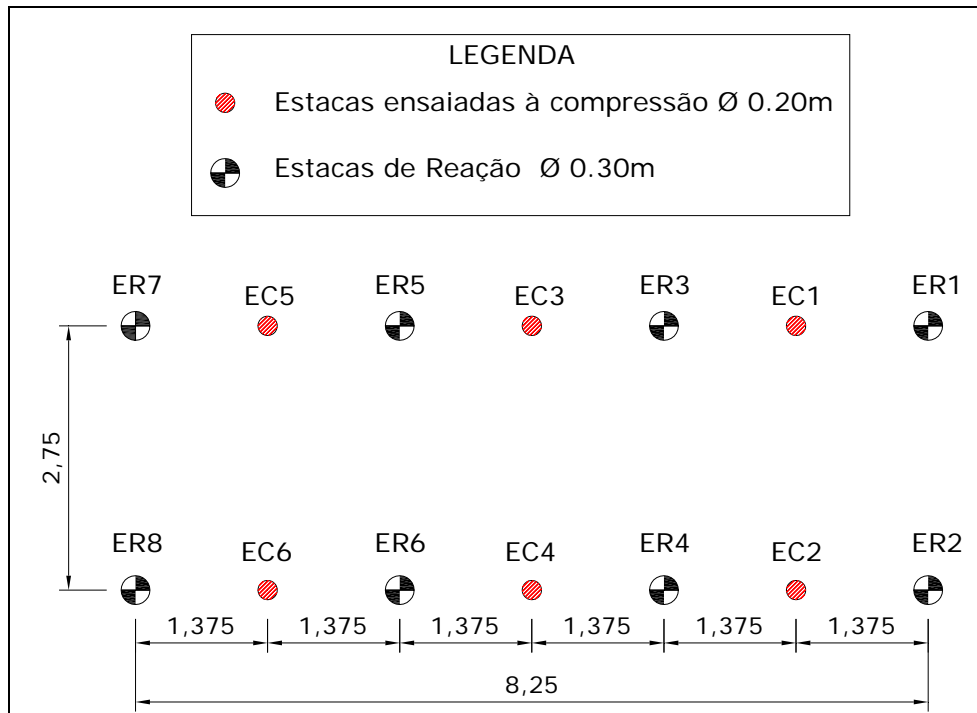 LEGENDA
Estacas ensaiadas à compressão Ø 0.20m
Estacas de Reação Ø 0.30m
ER7 EC5 ER5 EC3 ER3 EC1 ER1
2,75
ER8 EC6 ER6 EC4 ER4 EC2 ER2
1,375 1,375 1,375 1,375 1,375 1,375
8,25